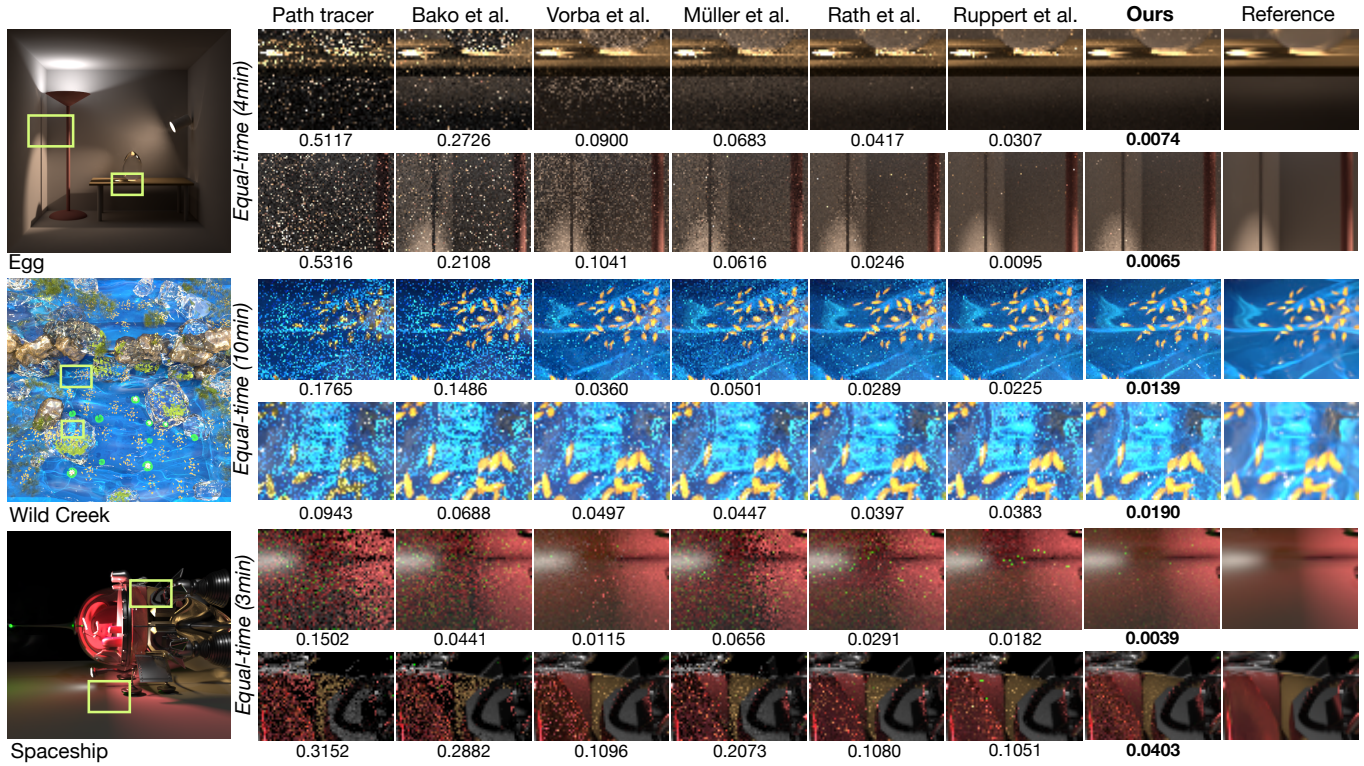 Path tracer Bako et al. Vorba et al. Müller et al. Rath et al. Ruppert et al. Ours Reference
Equal-time (4min)
0.5117 0.2726 0.0900 0.0683 0.0417 0.0307 0.0074
0.5316 0.2108 0.1041 0.0616 0.0246 0.0095 0.0065
Egg
Equal-time (10min)
0.1765 0.1486 0.0360 0.0501 0.0289 0.0225 0.0139
0.0943 0.0688 0.0497 0.0447 0.0397 0.0383 0.0190
Wild Creek
Equal-time (3min)
0.1502 0.0441 0.0115 0.0656 0.0291 0.0182 0.0039
0.3152 0.2882 0.1096 0.2073 0.1080 0.1051 0.0403
Spaceship